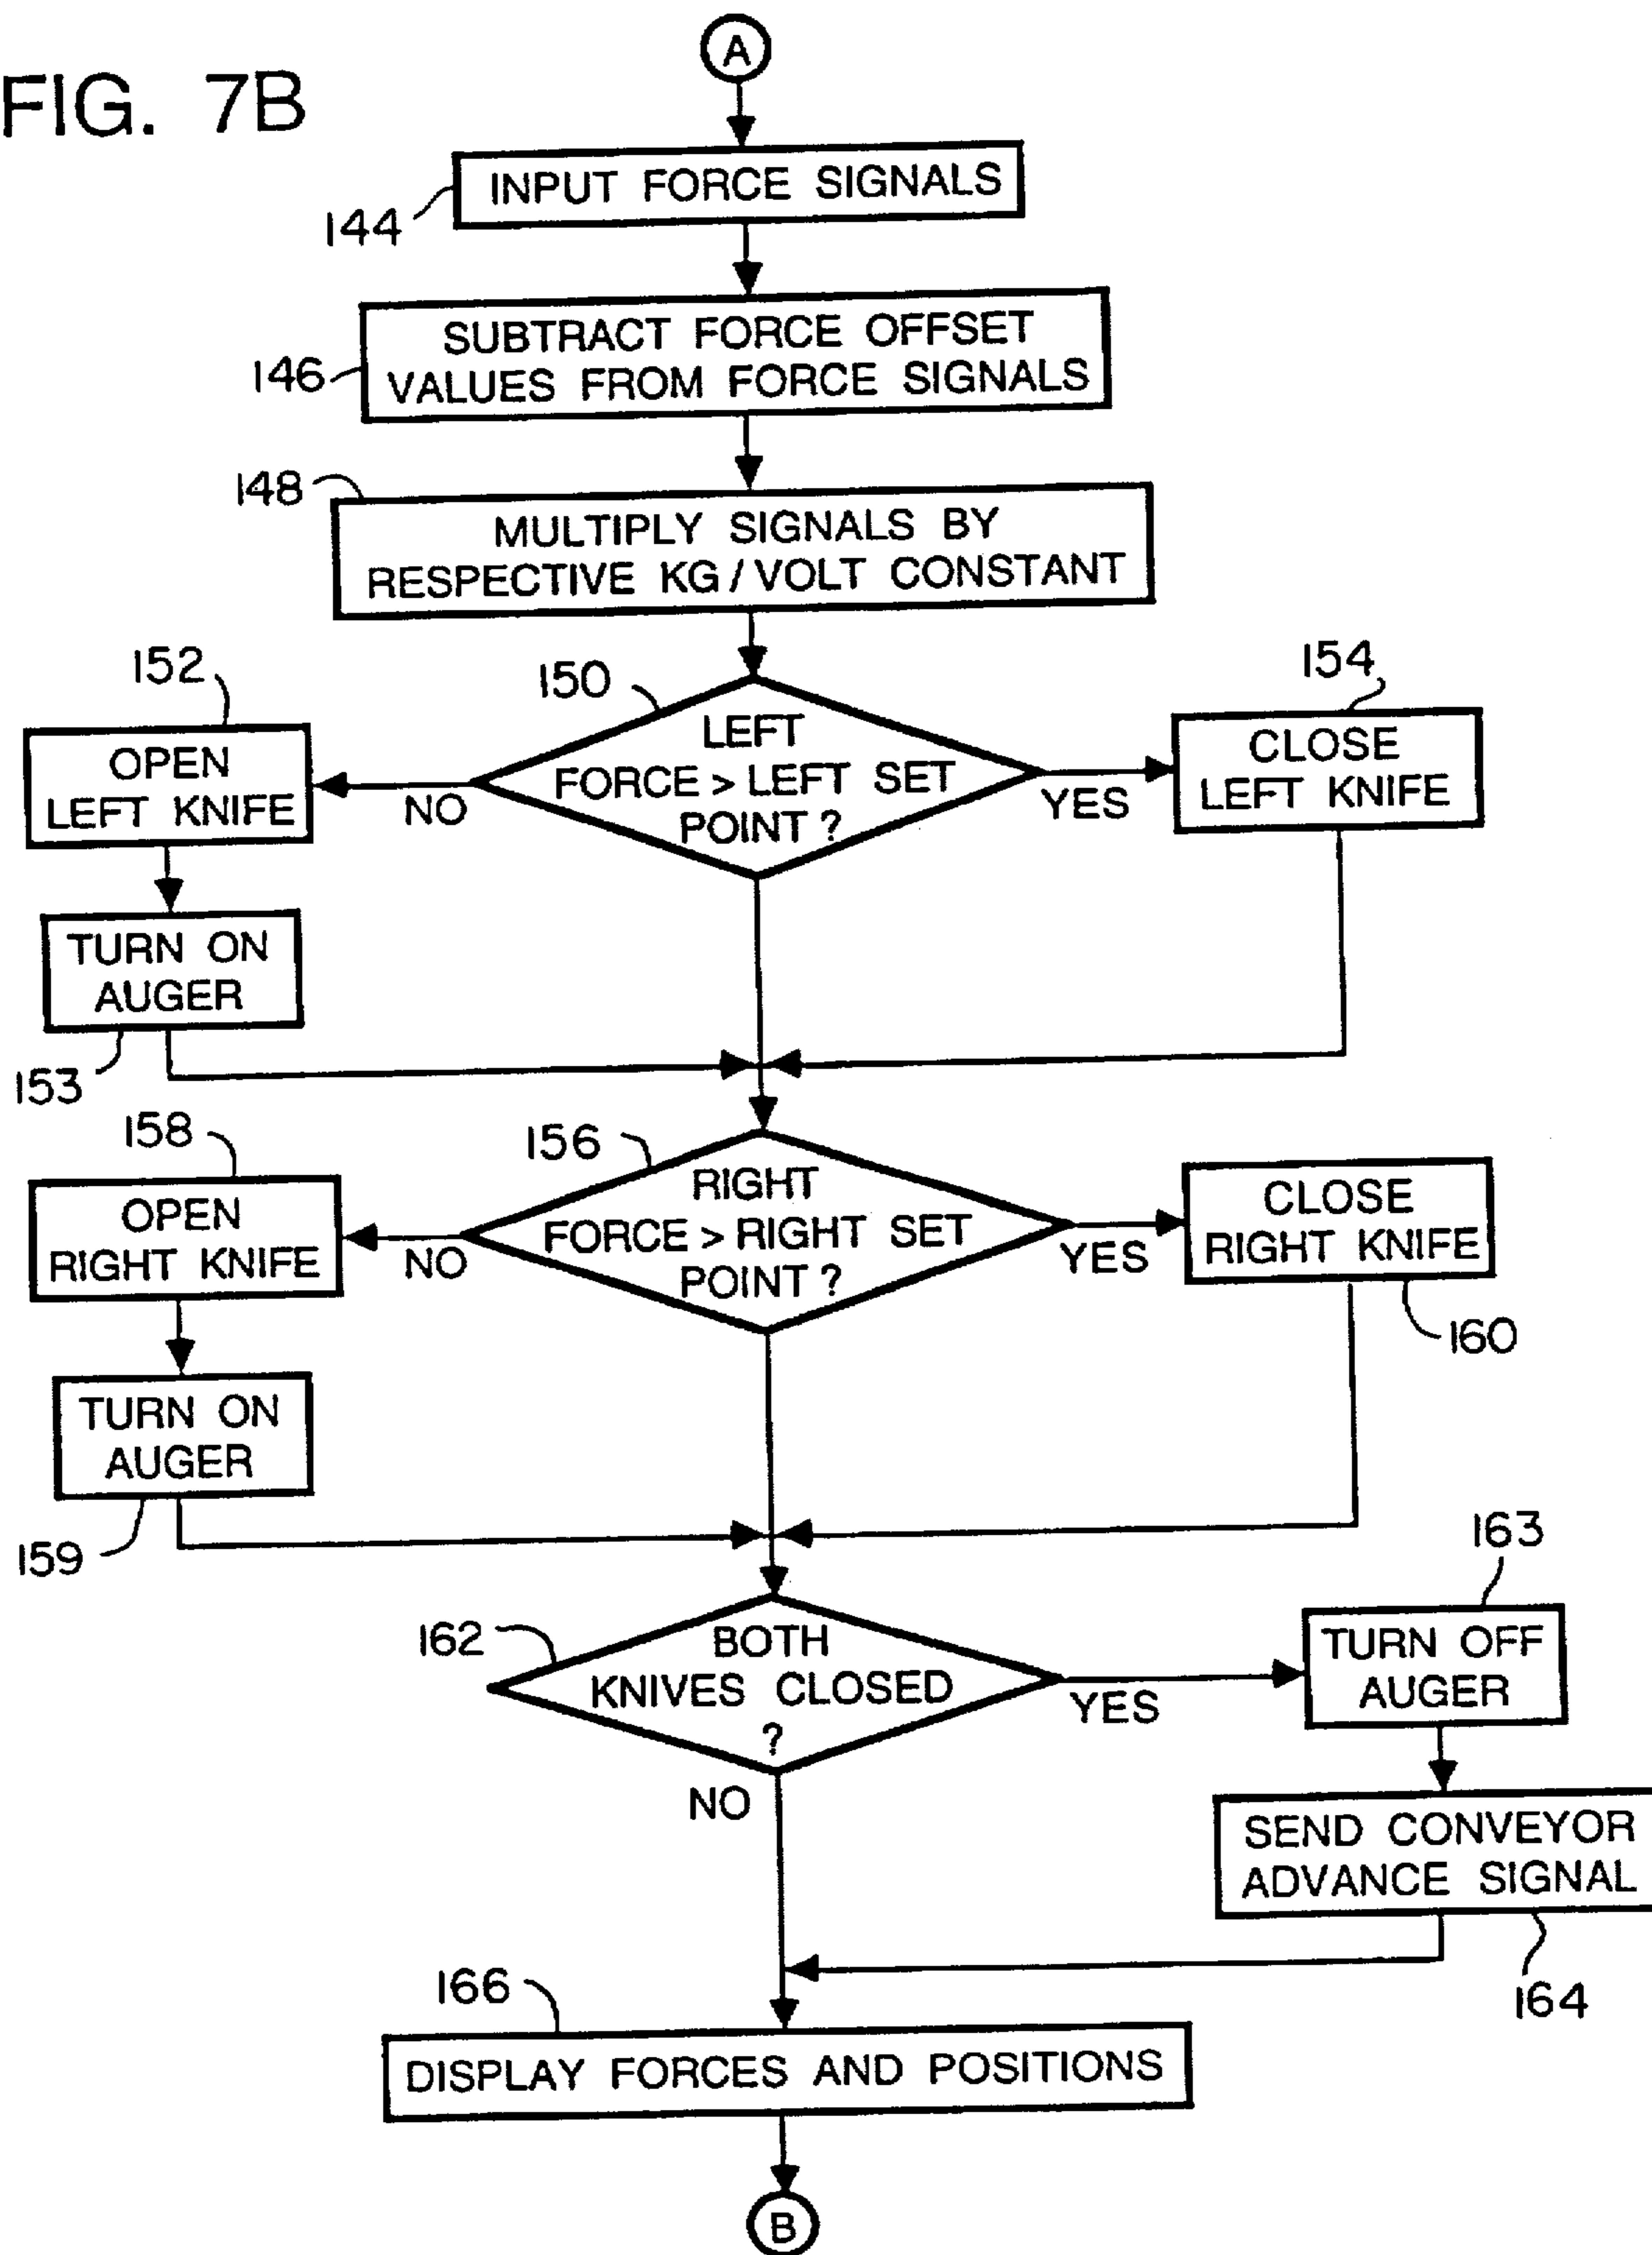 FIG. 7B
A
INPUT FORCE SIGNALS
144
SUBTRACT FORCE OFFSET
VALUES FROM FORCE SIGNALS
146
148
MULTIPLY SIGNALS BY
RESPECTIVE KG / VOLT CONSTANT
152
150
154
OPEN
LEFT KNIFE
NO
LEFT
FORCE > LEFT SET
POINT ?
YES
CLOSE
LEFT KNIFE
TURN ON
AUGER
153
158
156
OPEN
RIGHT KNIFE
NO
RIGHT
FORCE > RIGHT SET
POINT ?
YES
CLOSE
RIGHT KNIFE
160
TURN ON
AUGER
159
163
162
BOTH
KNIVES CLOSED
?
YES
TURN OFF
AUGER
NO
SEND CONVEYOR
ADVANCE SIGNAL
164
166
DISPLAY FORCES AND POSITIONS
B